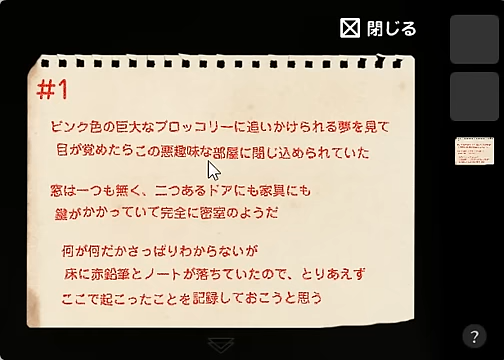 閉じる
#1
ピンク色の巨大なブロッコリーに追いかけられる夢を見て
目が覚めたらこの悪趣味な部屋に閉じ込められていた
窓は一つも無く、二つあるドアにも家具にも
鍵がかかっていて完全に密室のようだ
何が何だかさっぱりわからないが
床に赤鉛筆とノートが落ちていたので、とりあえず
ここで起こったことを記録しておこうと思う
?